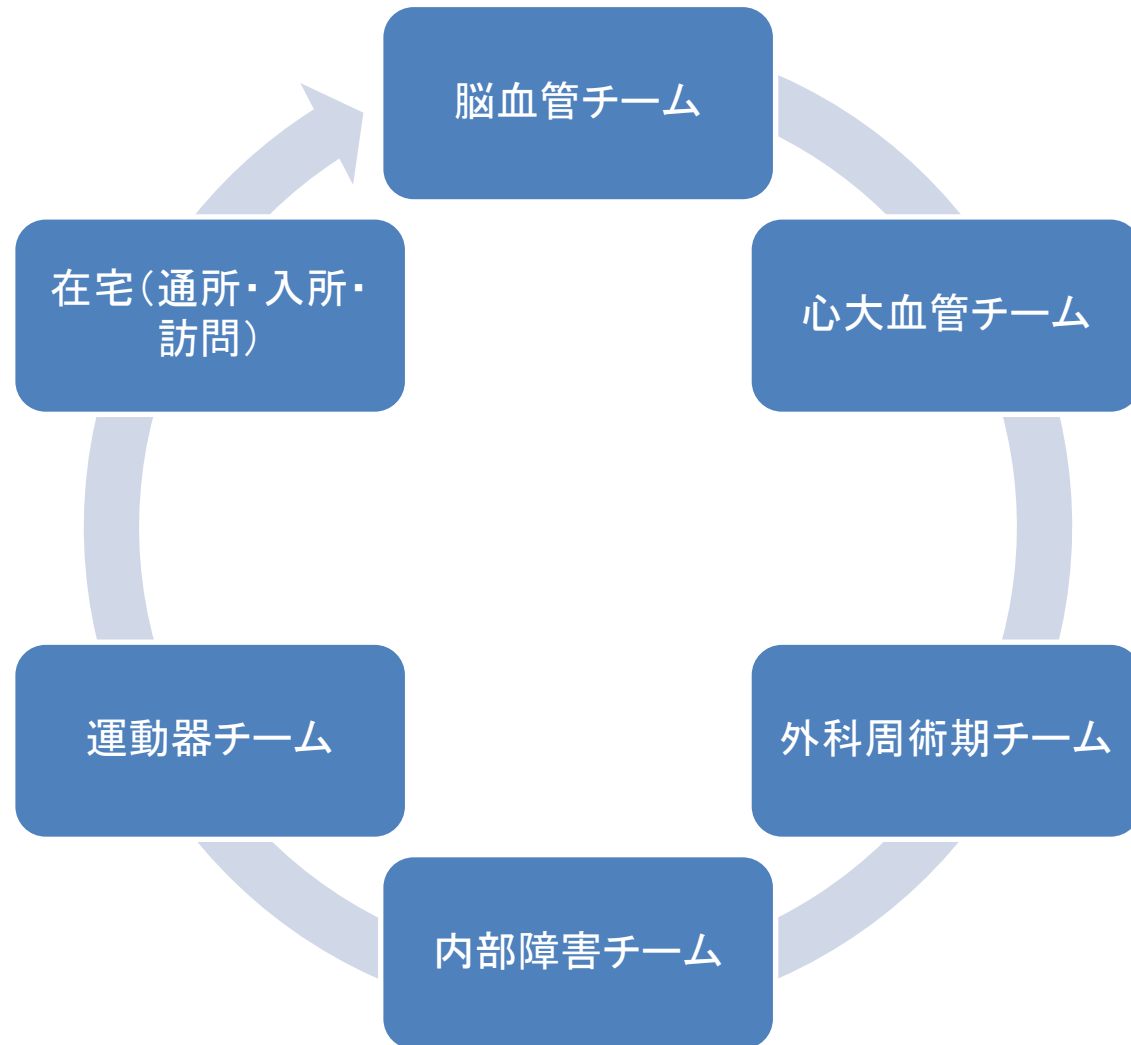 脳血管チーム
心大血管チーム
外科周術期チーム
内部障害チーム
運動器チーム
在宅（通所・入所・
訪問）